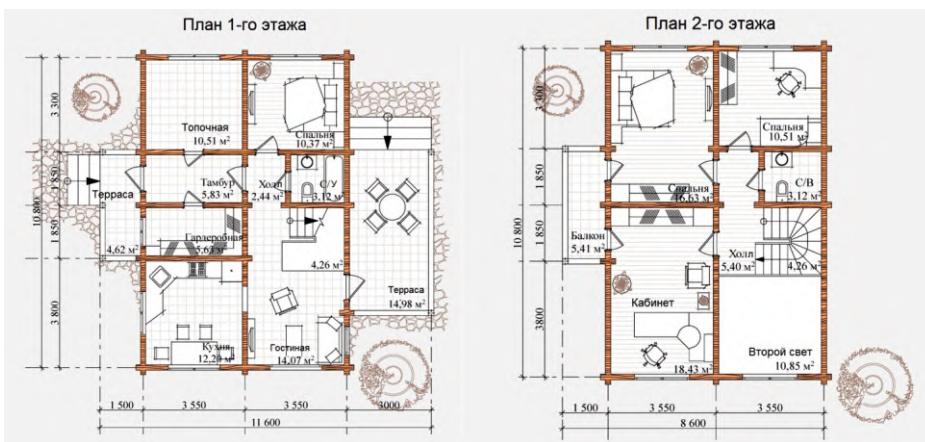 План 1-го этажа
План 2-го этажа
3 300
1 850
1 850
3 800
10 800
Топочная
10,51 м²
Спальня
10,37 м²
Терраса
4,62 м²
Тамбур
5,83 м²
Холл
2,44 м²
С/У
3,12 м²
Гардеробная
5,63 м²
4,26 м²
Терраса
14,98 м²
Кухня
12,20 м²
Гостиная
14,07 м²
1 500
3 550
3 550
3000
11 600
3 300
1 850
1 850
3800
10 800
Спальня
10,51 м²
Спальня
16,63 м²
С/В
3,12 м²
Балкон
5,41 м²
Холл
5,40 м²
4,26 м²
Кабинет
18,43 м²
Второй свет
10,85 м²
1 500
3 550
3 550
8 600